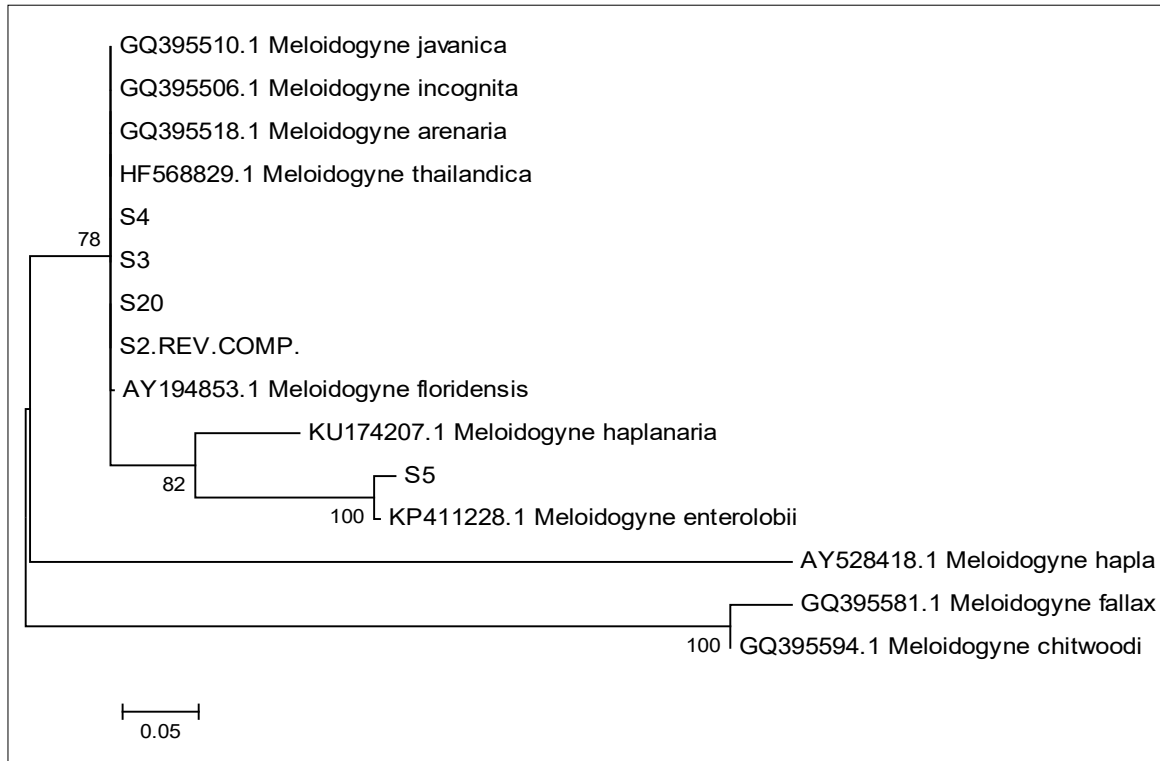 GQ395510.1 Meloidogyne javanica
GQ395506.1 Meloidogyne incognita
GQ395518.1 Meloidogyne arenaria
HF568829.1 Meloidogyne thailandica
S4
78
S3
S20
S2.REV.COMP.
AY194853.1 Meloidogyne floridensis
KU174207.1 Meloidogyne haplanaria
S5
82
100
KP411228.1 Meloidogyne enterolobii
AY528418.1 Meloidogyne hapla
GQ395581.1 Meloidogyne fallax
100
GQ395594.1 Meloidogyne chitwoodi
0.05